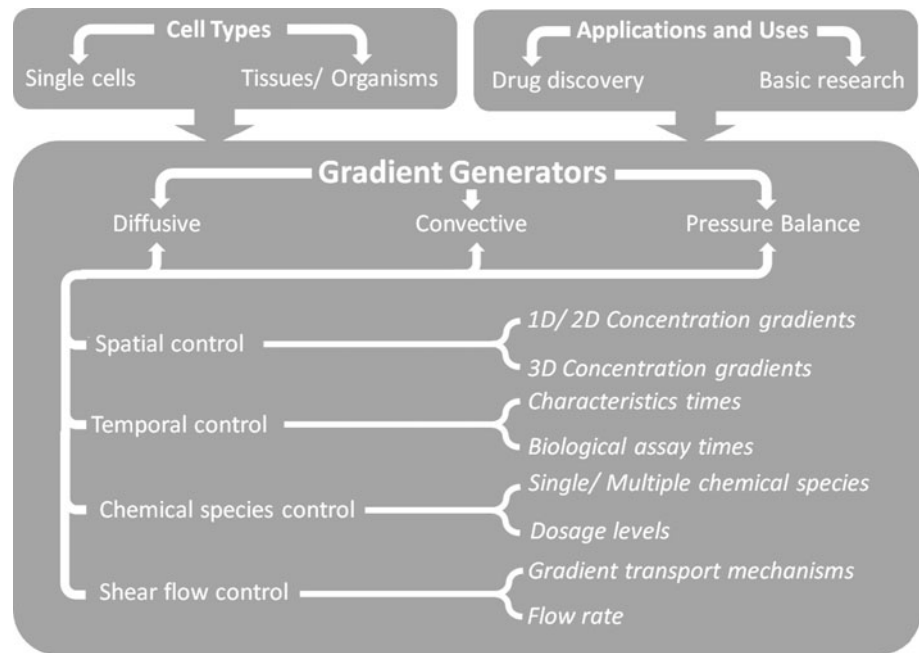 Cell Types
Single cells
Tissues/ Organisms
Applications and Uses
Drug discovery
Basic research
Gradient Generators
Diffusive
Convective
Pressure Balance
Spatial control
1D/ 2D Concentration gradients
3D Concentration gradients
Temporal control
Characteristics times
Biological assay times
Chemical species control
Single/ Multiple chemical species
Dosage levels
Shear flow control
Gradient transport mechanisms
Flow rate